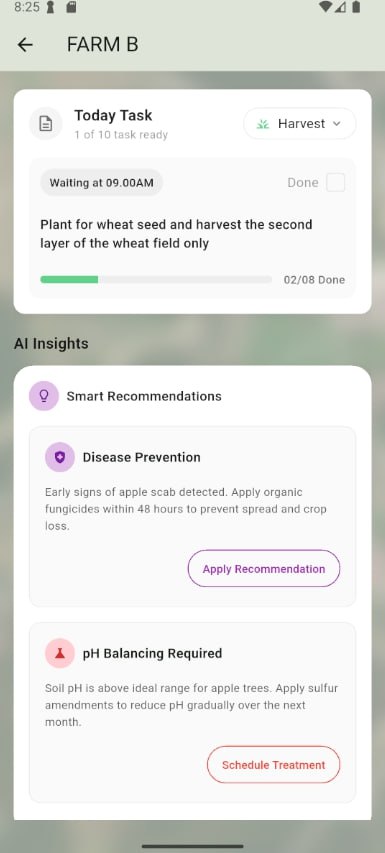 8:25
FARM B
Today Task
1 of 10 task ready
Harvest
Waiting at 09.00AM
Done
Plant for wheat seed and harvest the second
layer of the wheat field only
02/08 Done
AI Insights
Smart Recommendations
Disease Prevention
Early signs of apple scab detected. Apply organic
fungicides within 48 hours to prevent spread and crop
loss.
Apply Recommendation
pH Balancing Required
Soil pH is above ideal range for apple trees. Apply sulfur
amendments to reduce pH gradually over the next
month.
Schedule Treatment